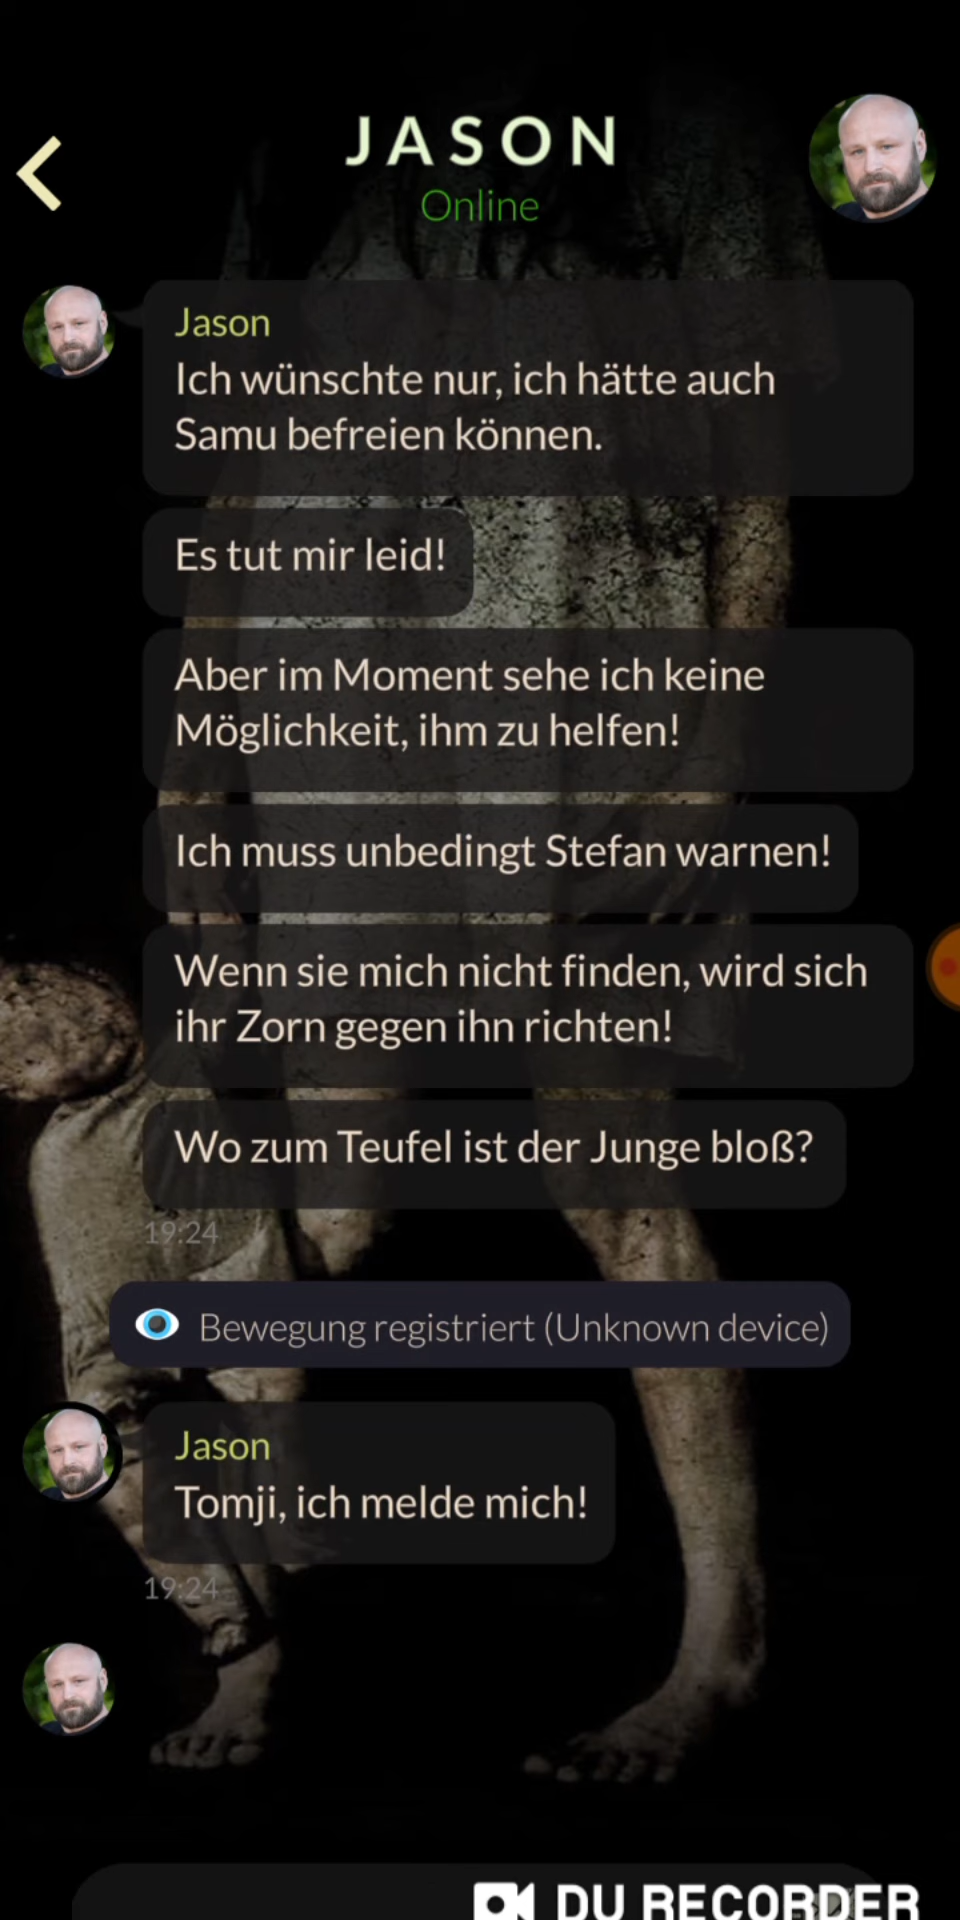 JASON
Online
Jason
Ich wünschte nur, ich hätte auch
Samu befreien können.
Es tut mir leid!
Aber im Moment sehe ich keine
Möglichkeit, ihm zu helfen!
Ich muss unbedingt Stefan warnen!
Wenn sie mich nicht finden, wird sich
ihr Zorn gegen ihn richten!
Wo zum Teufel ist der Junge bloß?
19:24
Bewegung registriert (Unknown device)
Jason
Tomji, ich melde mich!
19:24
DU RECORDER